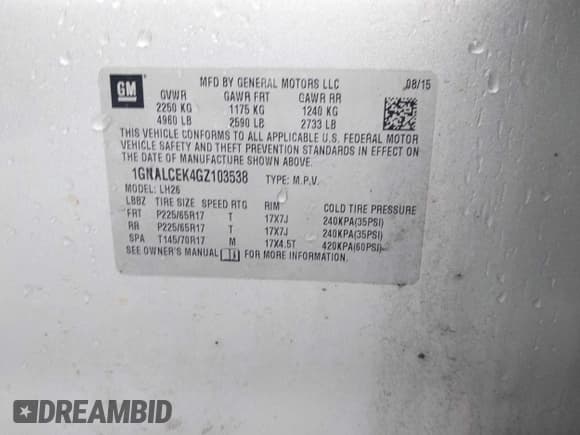 GM
MFD BY GENERAL MOTORS LLC 08/15
GVWR GAWR FRT GAWR RR
2250 KG 1175 KG 1240 KG
4960 LB 2590 LB 2733 LB
THIS VEHICLE CONFORMS TO ALL APPLICABLE U.S. FEDERAL MOTOR
VEHICLE SAFETY AND THEFT PREVENTION STANDARDS IN EFFECT ON
THE DATE OF MANUFACTURE SHOWN ABOVE.
1GNALCEK4GZ103538 TYPE: M.P.V.
MODEL: LH26
LBBZ TIRE SIZE SPEED RTG RIM COLD TIRE PRESSURE
FRT P225/65R17 T 17X7J 240KPA(35PSI)
RR P225/65R17 T 17X7J 240KPA(35PSI)
SPA T145/70R17 M 17X4.5T 420KPA(60PSI)
SEE OWNER'S MANUAL FOR MORE INFORMATION.
DREAMBID